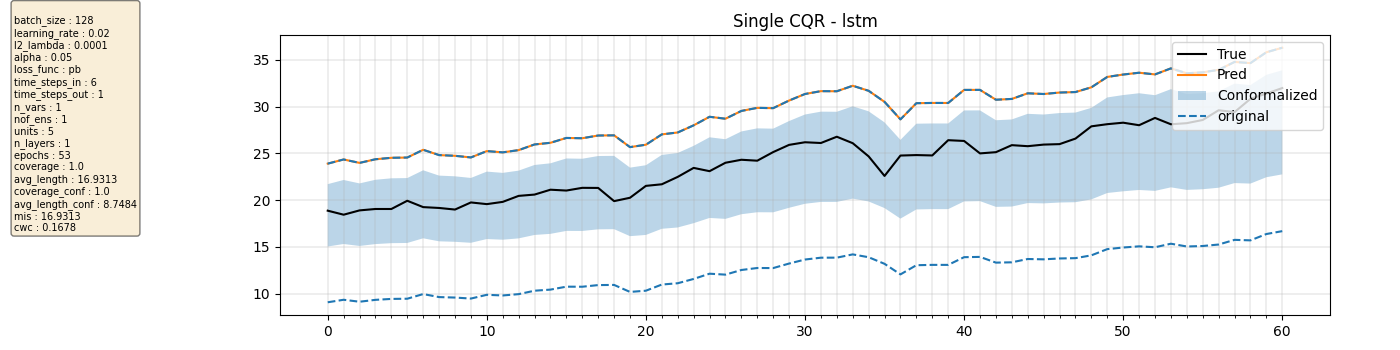 batch_size : 128
learning_rate : 0.02
l2_lambda : 0.0001
alpha : 0.05
loss_func : pb
time_steps_in : 6
time_steps_out : 1
n_vars : 1
nof_ens : 1
units : 5
n_layers : 1
epochs : 53
coverage : 1.0
avg_length : 16.9313
coverage_conf : 1.0
avg_length_conf : 8.7484
mis : 16.9313
cwc : 0.1678
Single CQR - lstm
35
30
25
20
15
10
True
Pred
Conformalized
original
0 10 20 30 40 50 60